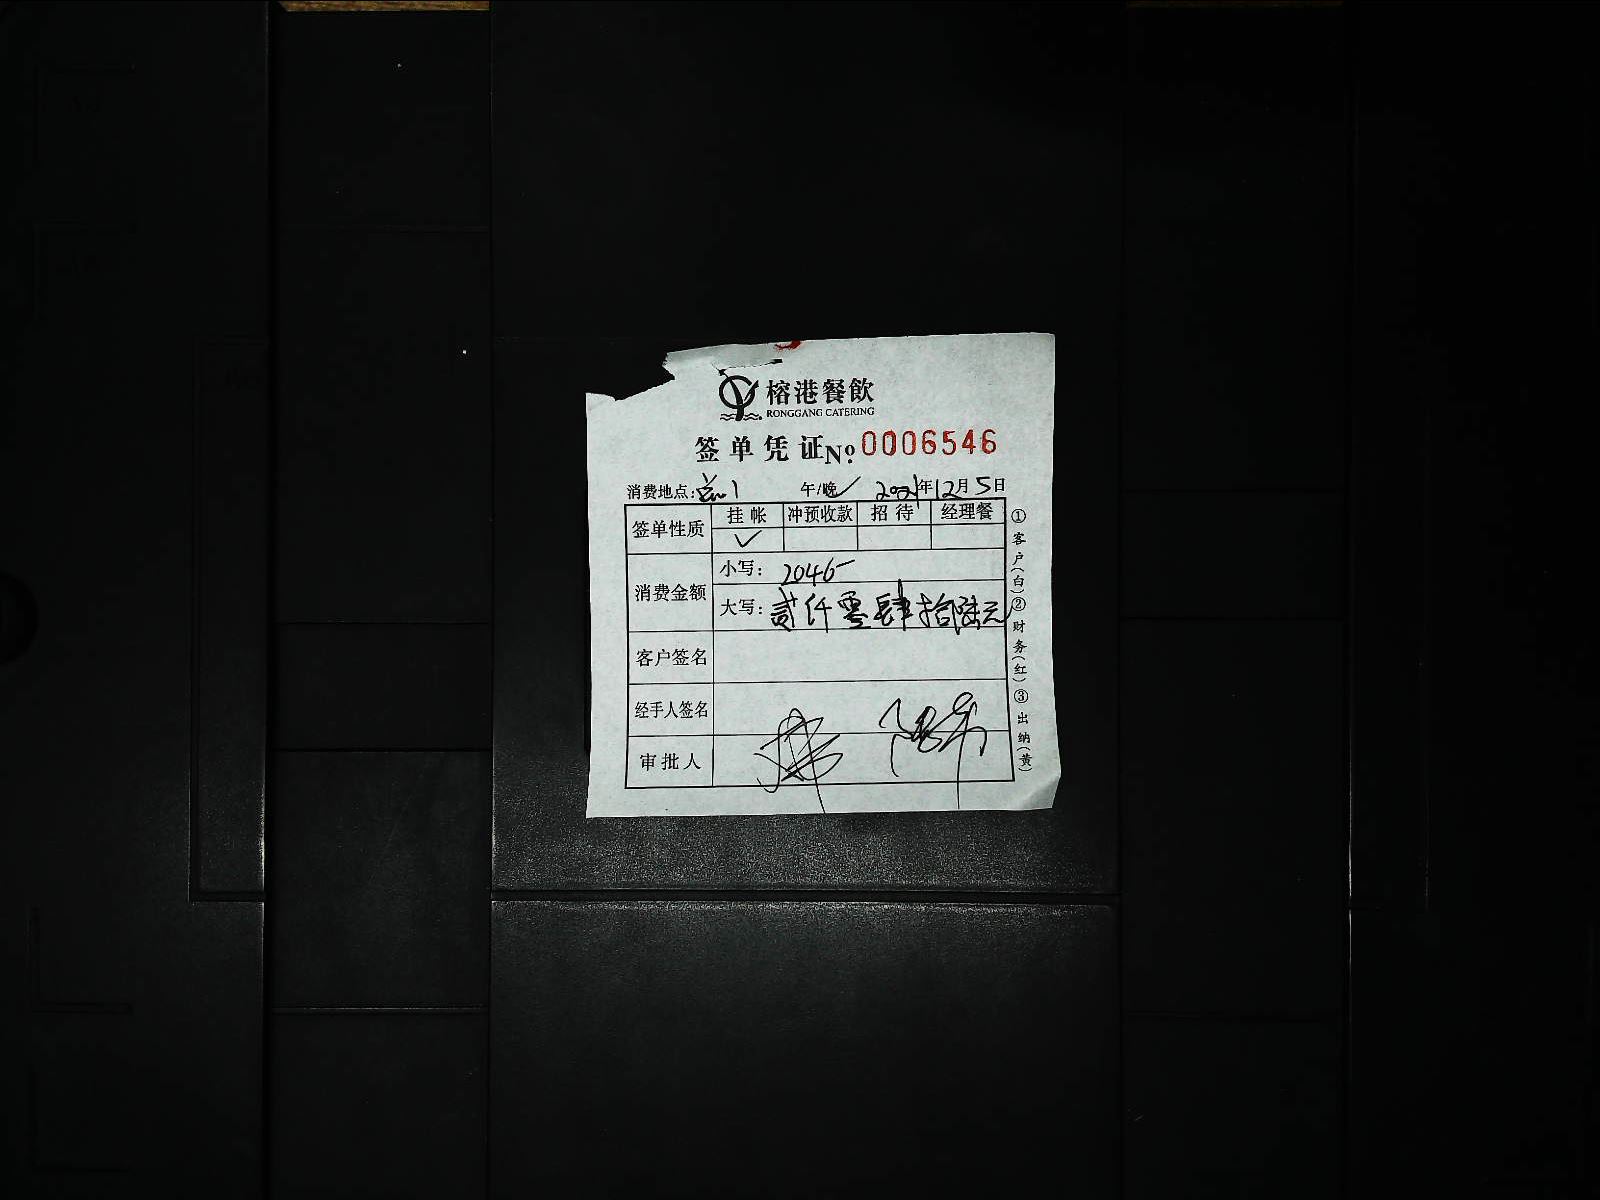 榕港餐飲
RONGGANG CATERING
签单凭证 No. 0006546
消费地点: 午/晚✓ 2021年12月5日
签单性质 挂帐 冲预收款 招待 经理餐
✓
消费金额 小写: 2046-
大写: 贰仟零肆拾陆元
客户签名
经手人签名
审批人
①客户(白)②财务(红)③出纳(黄)